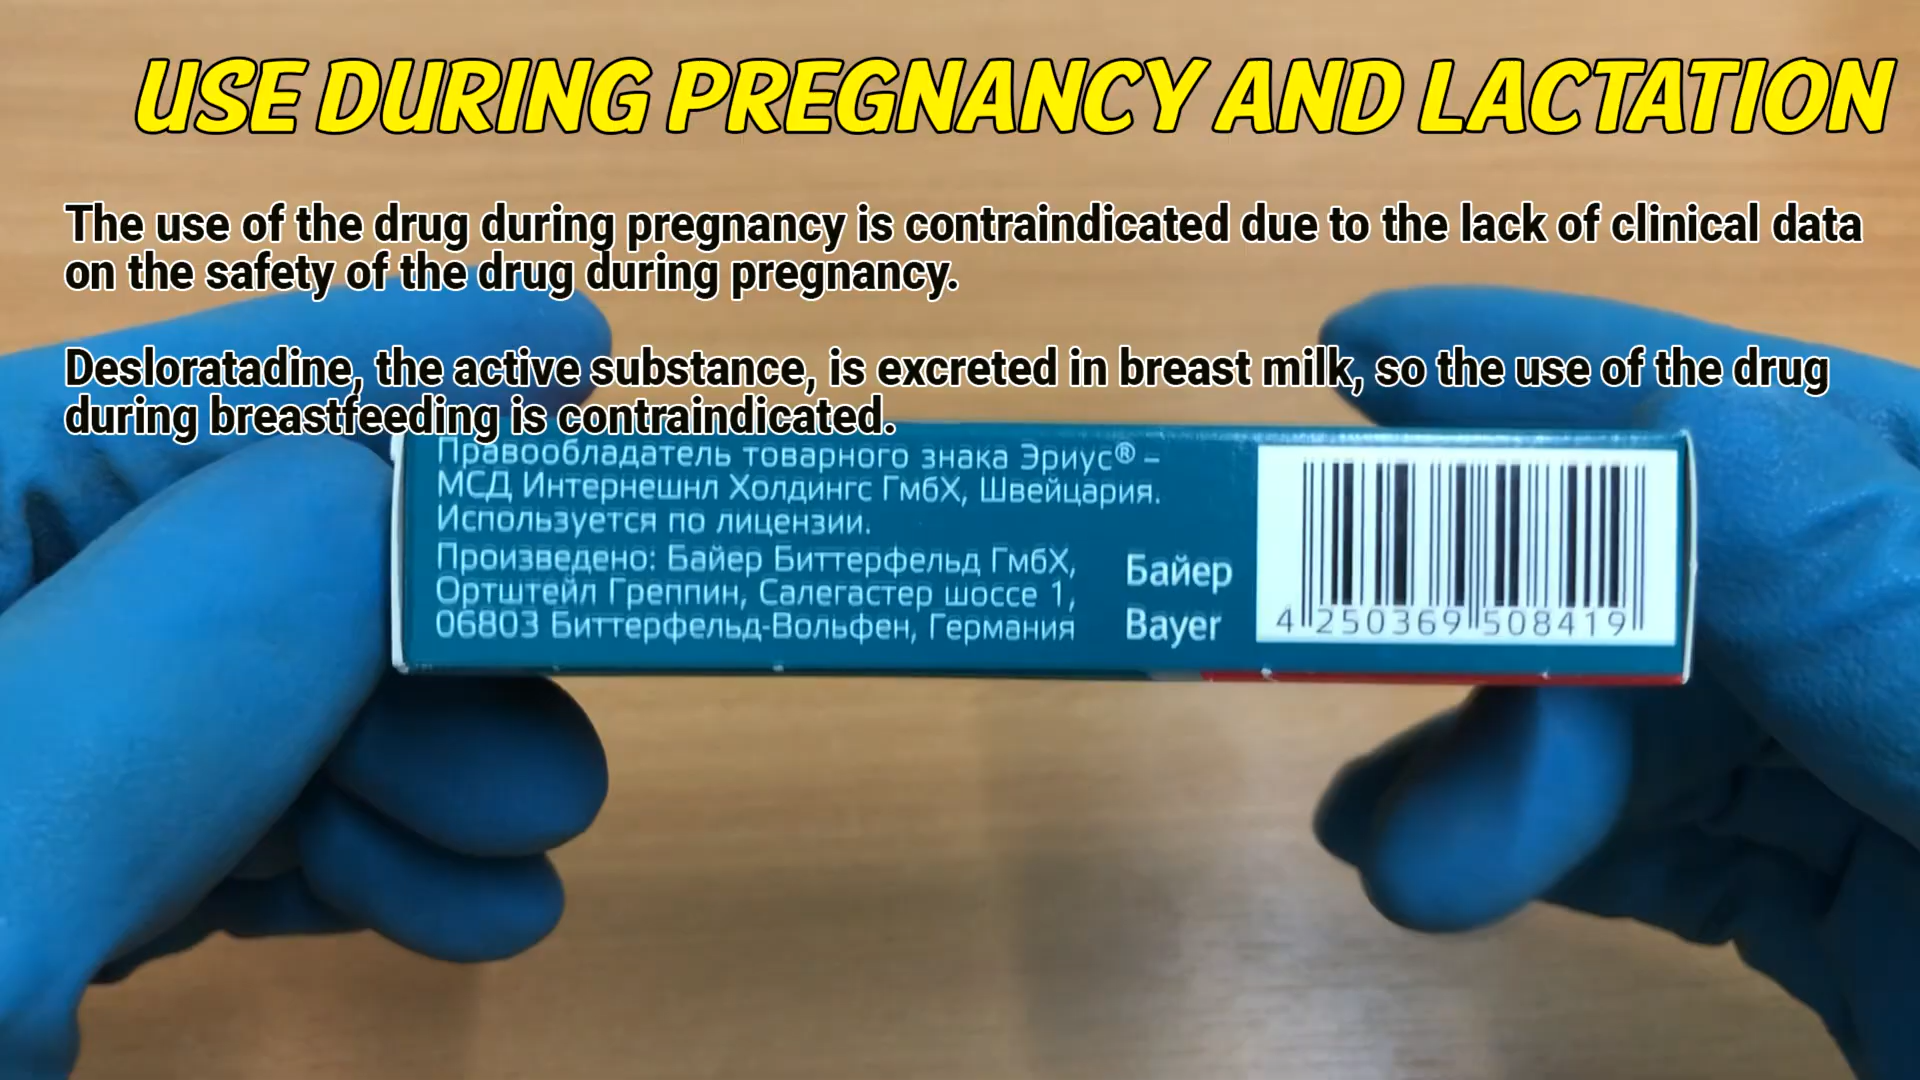 USE DURING PREGNANCY AND LACTATION
The use of the drug during pregnancy is contraindicated due to the lack of clinical data
on the safety of the drug during pregnancy.
Desloratadine, the active substance, is excreted in breast milk, so the use of the drug
during breastfeeding is contraindicated.
Правообладатель товарного знака Эриус® –
МСД Интернешнл Холдингс ГмбХ, Швейцария.
Используется по лицензии.
Произведено: Байер Биттерфельд ГмбХ,
Ортштейл Греппин, Салегастер шоссе 1,
06803 Биттерфельд-Вольфен, Германия
Байер
Bayer
4 250369 508419